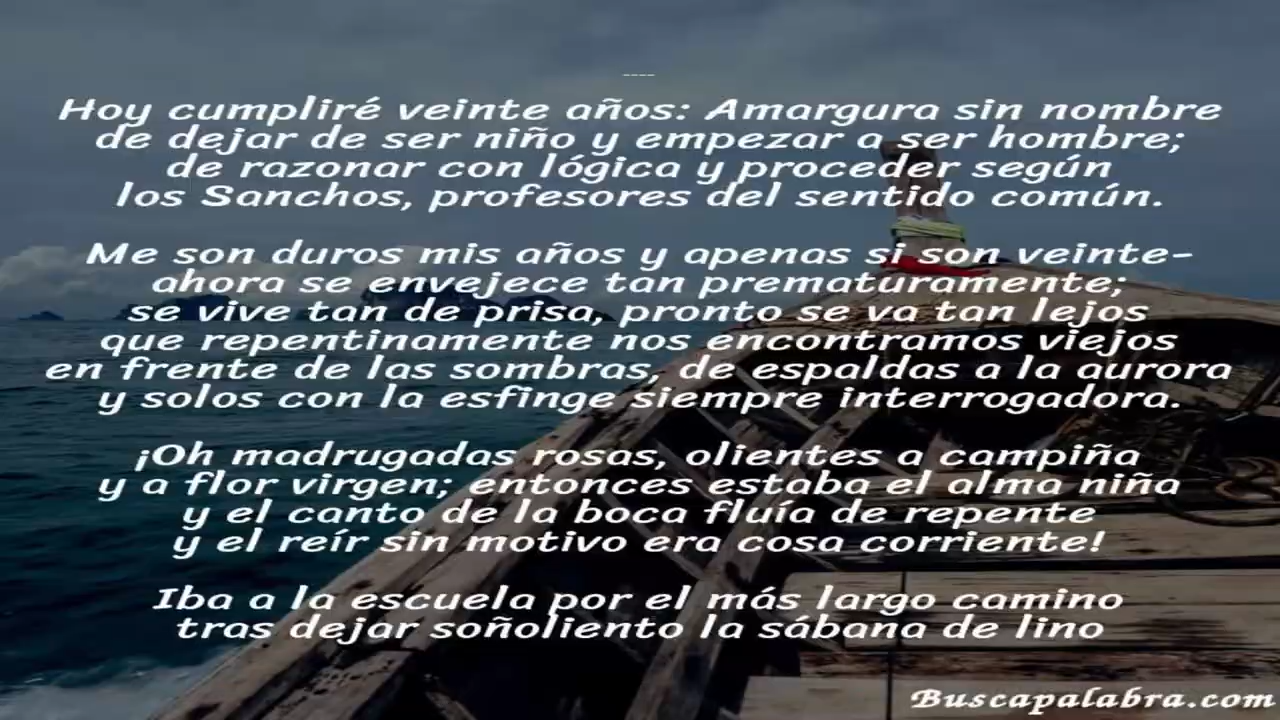 ----
Hoy cumpliré veinte años: Amargura sin nombre
de dejar de ser niño y empezar a ser hombre;
de razonar con lógica y proceder según
los Sanchos, profesores del sentido común.
Me son duros mis años y apenas si son veinte-
ahora se envejece tan prematuramente;
se vive tan de prisa, pronto se va tan lejos
que repentinamente nos encontramos viejos
en frente de las sombras, de espaldas a la aurora
y solos con la esfinge siempre interrogadora.
¡Oh madrugadas rosas, olientes a campiña
y a flor virgen; entonces estaba el alma niña
y el canto de la boca fluía de repente
y el reír sin motivo era cosa corriente!
Iba a la escuela por el más largo camino
tras dejar soñoliento la sábana de lino
Buscapalabra.com